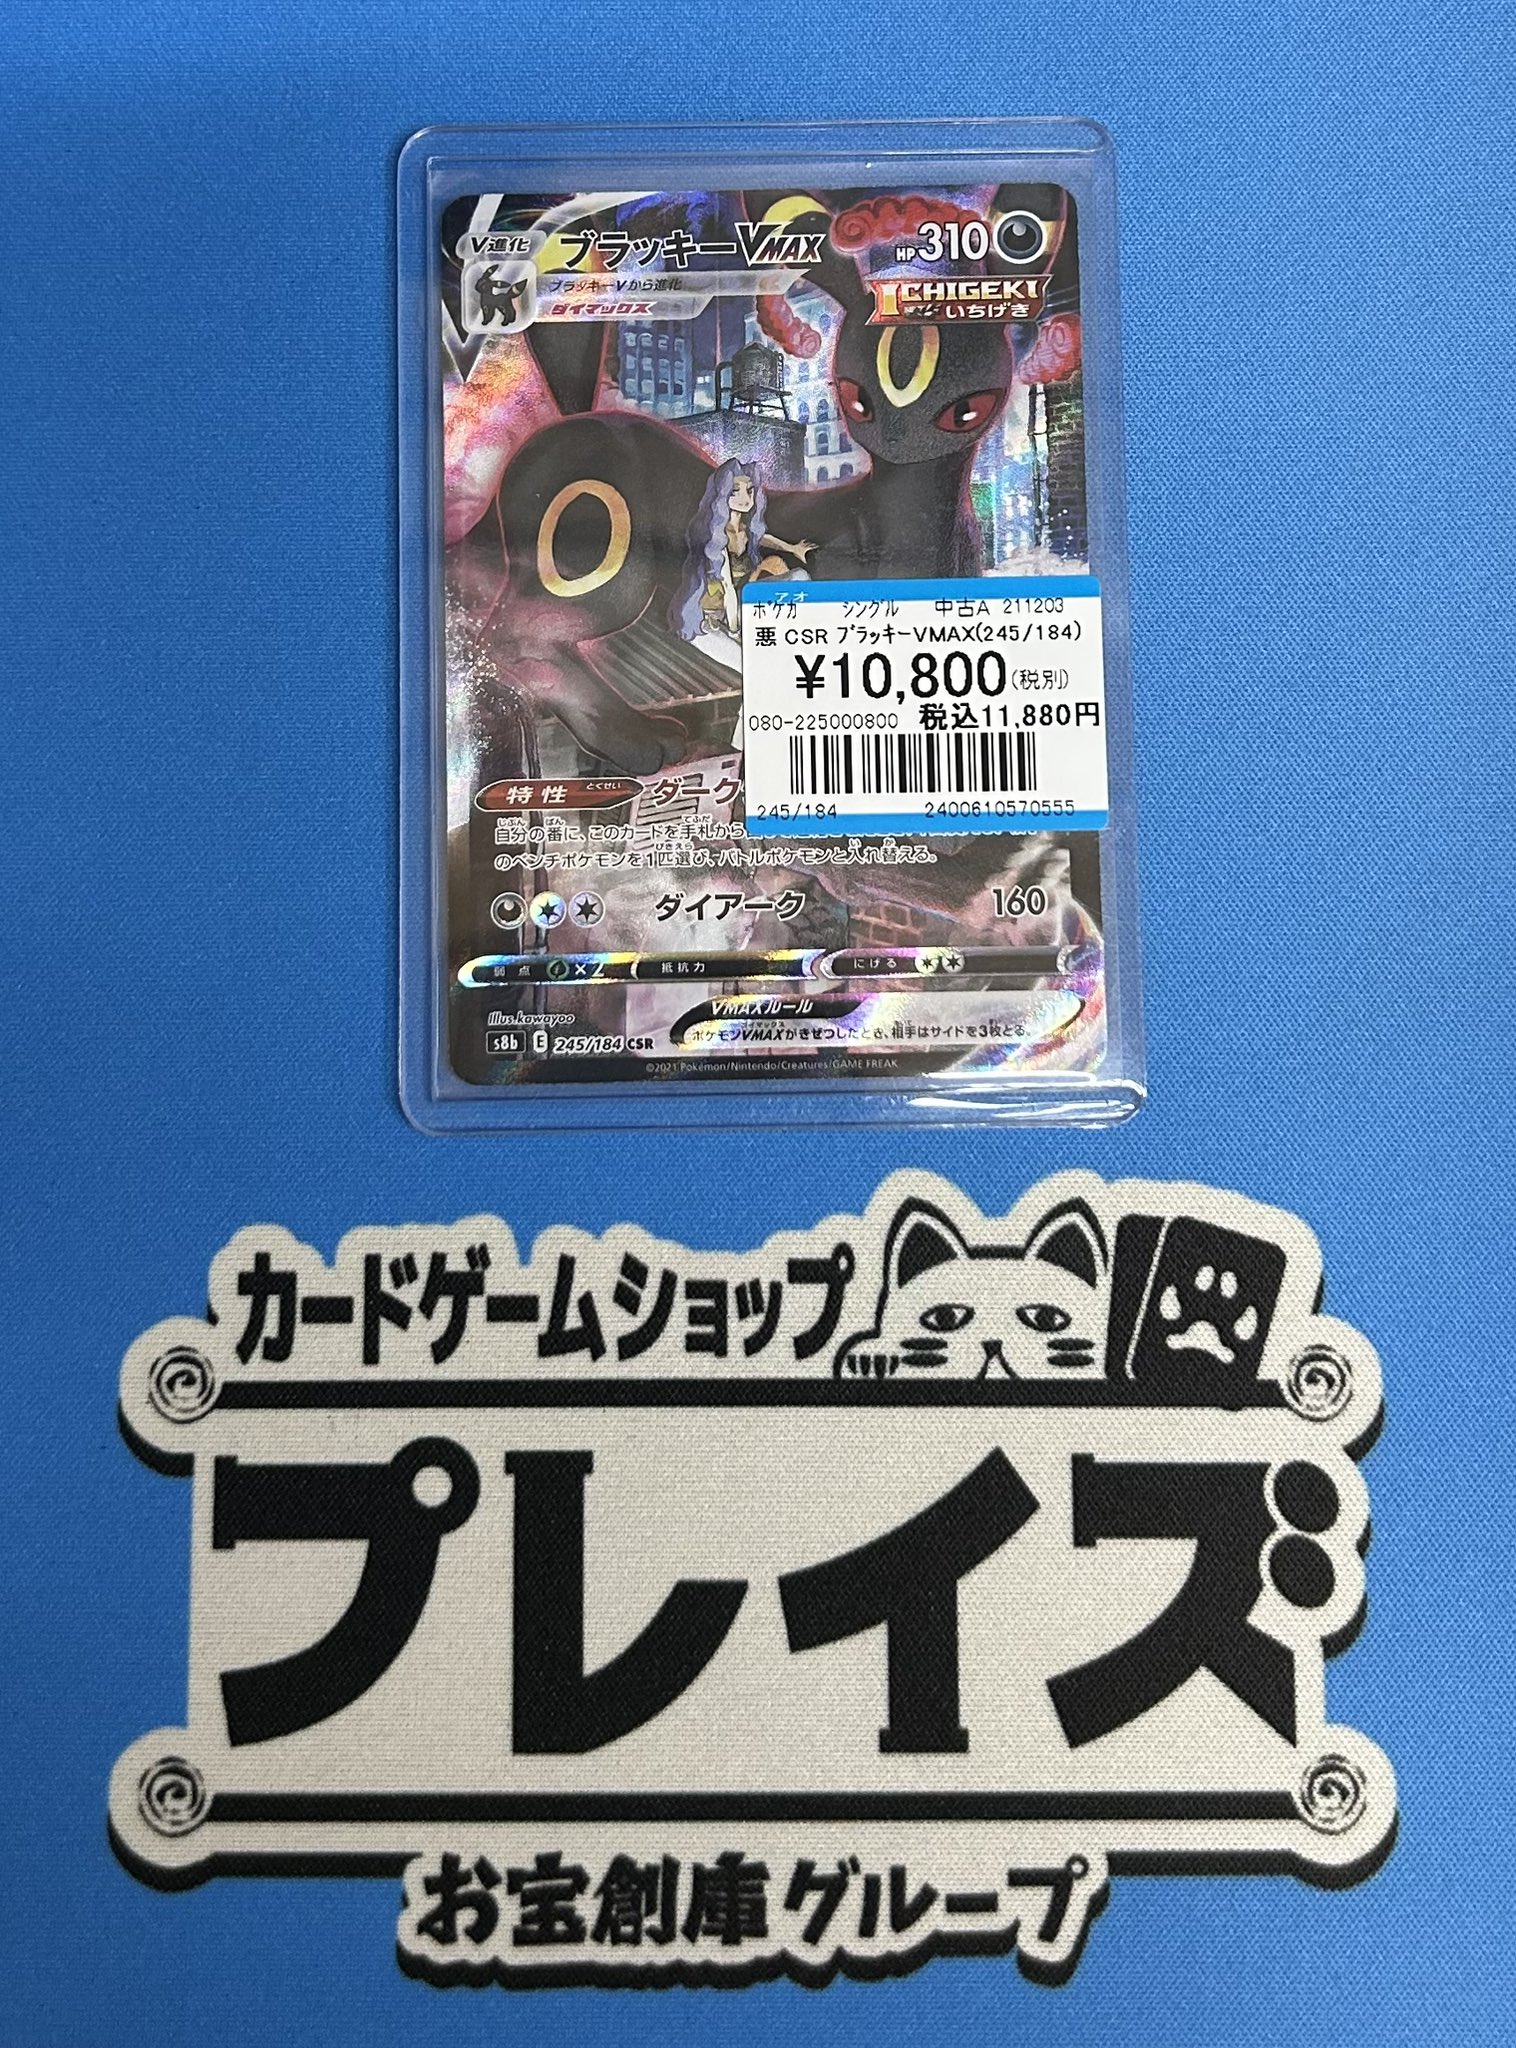 V進化
ブラッキーVMAX
HP310
ブラッキーVから進化
ダイマックス
ICHIGEKI
いちげき
アオ
ポケカ シングル 中古A 211203
悪 CSR ブラッキーVMAX(245/184)
¥10,800(税別)
080-225000800 税込11,880円
245/184 2400610570555
特性 とくせい ダーク
自分の番に、このカードを手札から
のベンチポケモンを1匹選び、バトルポケモンと入れ替える。
ダイアーク 160
弱点 ×2 抵抗力 にげる
VMAXルール
ポケモンVMAXがきぜつしたとき、相手はサイドを3枚とる。
Illus.kawayoo
s8b E 245/184 CSR
©2021 Pokémon/Nintendo/Creatures/GAME FREAK
カードゲームショップ
プレイズ
お宝創庫グループ